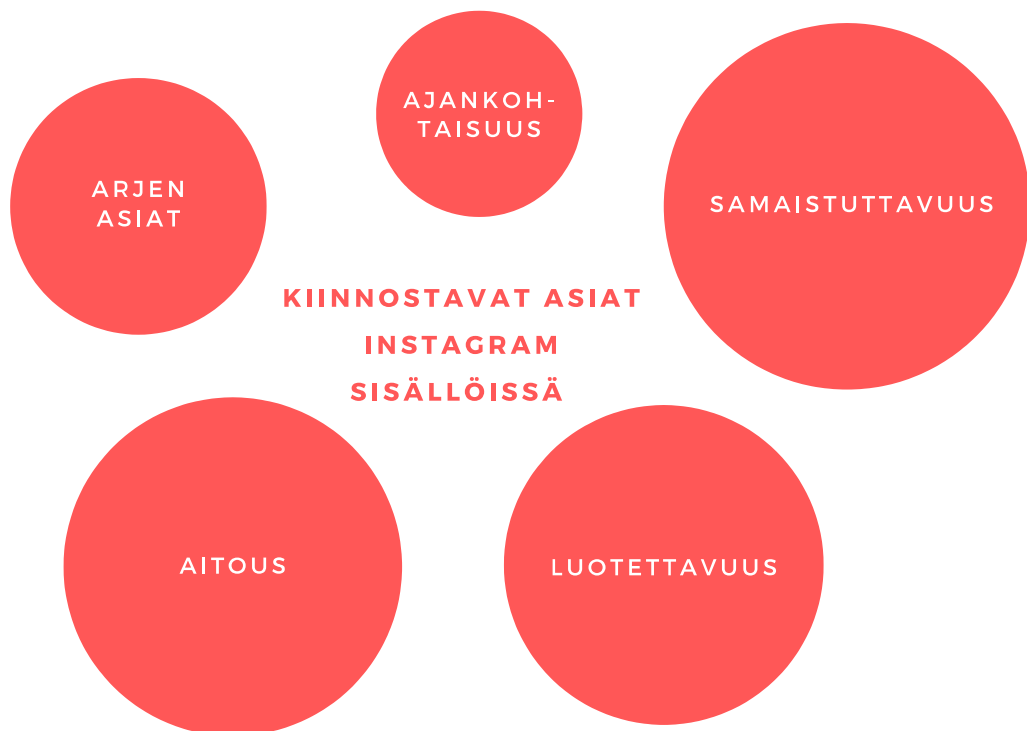 AJANKOH-
TAISUUS
ARJEN
ASIAT
SAMAISTUTTAVUUS
KIINNOSTAVAT ASIAT
INSTAGRAM
SISÄLLÖISSÄ
AITOUS
LUOTETTAVUUS